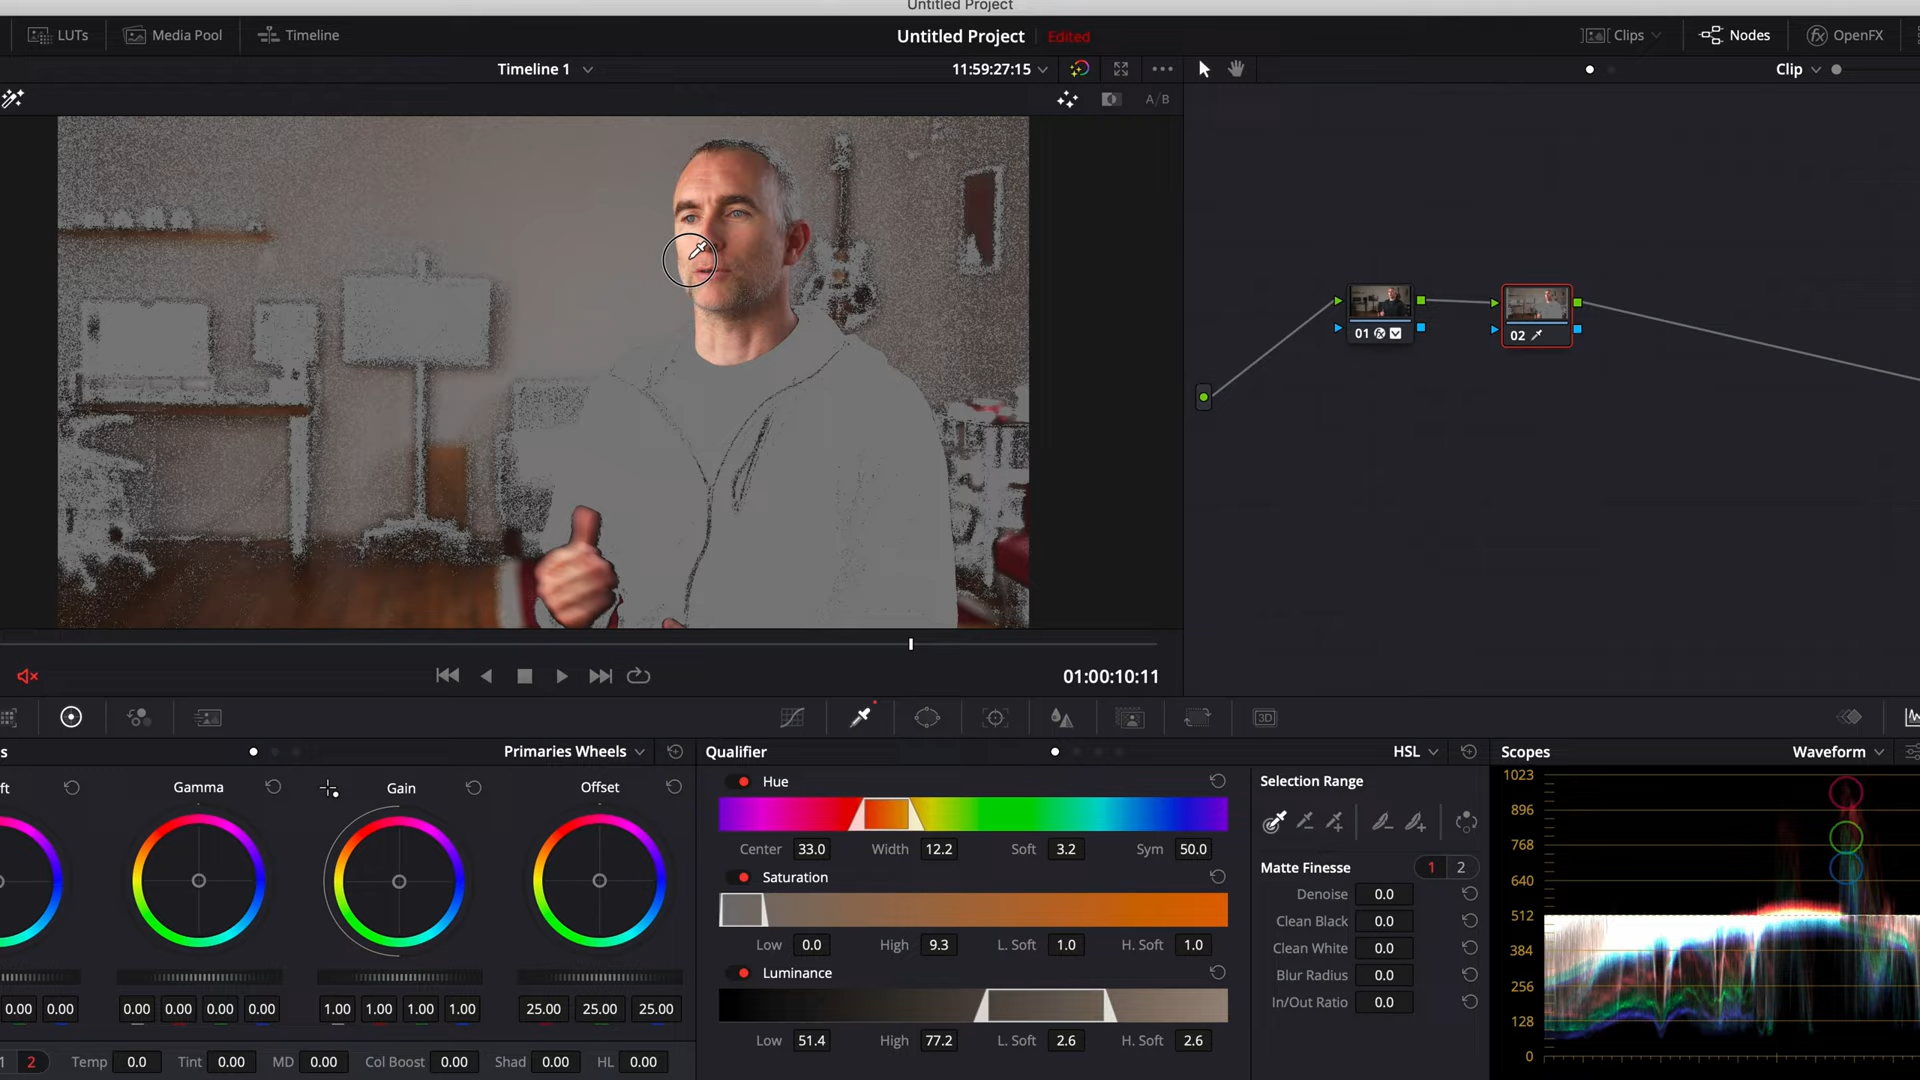 Untitled Project
LUTs Media Pool Timeline Untitled Project Edited Clips Nodes OpenFX
Timeline 1 11:59:27:15 Clip
A/B
01
02
01:00:10:11
3D
s Primaries Wheels Qualifier HSL Scopes Waveform
ft Gamma Gain Offset
Hue
Center 33.0 Width 12.2 Soft 3.2 Sym 50.0
Saturation
Low 0.0 High 9.3 L. Soft 1.0 H. Soft 1.0
Luminance
Low 51.4 High 77.2 L. Soft 2.6 H. Soft 2.6
Selection Range
Matte Finesse 1 2
Denoise 0.0
Clean Black 0.0
Clean White 0.0
Blur Radius 0.0
In/Out Ratio 0.0
1023
896
768
640
512
384
256
128
0
0.00 0.00 0.00 0.00 0.00 0.00 1.00 1.00 1.00 1.00 25.00 25.00 25.00
1 2 Temp 0.0 Tint 0.00 MD 0.00 Col Boost 0.00 Shad 0.00 HL 0.00